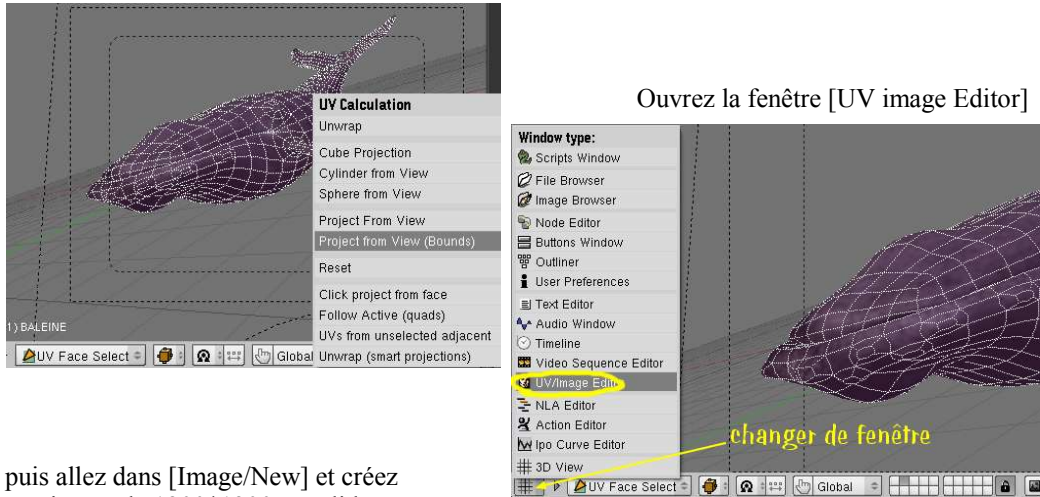 UV Calculation
Unwrap
Cube Projection
Cylinder from View
Sphere from View
Project From View
Project from View (Bounds)
Reset
Click project from face
Follow Active (quads)
UVs from unselected adjacent
Unwrap (smart projections)
1) BALEINE
UV Face Select
Global
Ouvrez la fenêtre [UV image Editor]
Window type:
Scripts Window
File Browser
Image Browser
Node Editor
Buttons Window
Outliner
User Preferences
Text Editor
Audio Window
Timeline
Video Sequence Editor
UV/Image Editor
NLA Editor
Action Editor
Ipo Curve Editor
3D View
changer de fenêtre
UV Face Select
Global
puis allez dans [Image/New] et créez